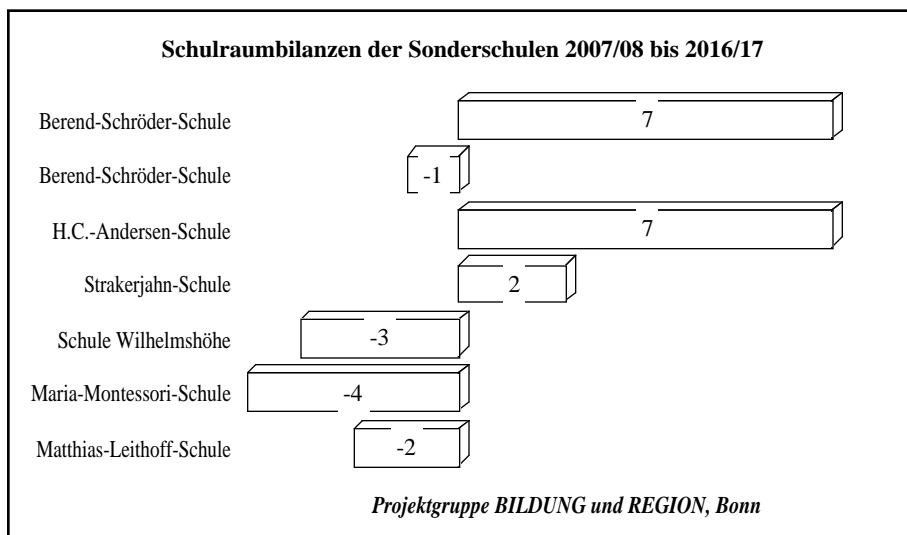 Schulraumbilanzen der Sonderschulen 2007/08 bis 2016/17
Berend-Schröder-Schule
7
Berend-Schröder-Schule
-1
H.C.-Andersen-Schule
7
Strakerjahn-Schule
2
Schule Wilhelmshöhe
-3
Maria-Montessori-Schule
-4
Matthias-Leithoff-Schule
-2
Projektgruppe BILDUNG und REGION, Bonn